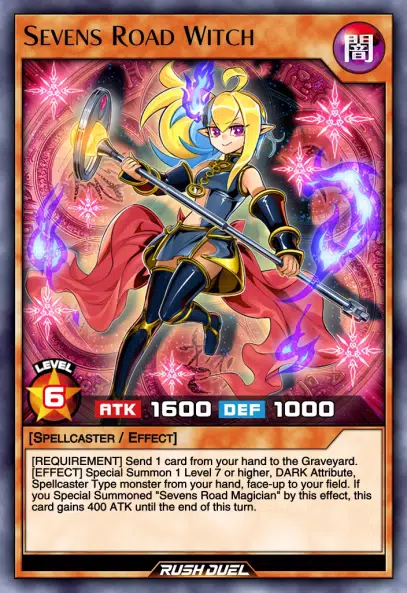 Sevens Road Witch
闇
LEVEL
6
ATK 1600 DEF 1000
[Spellcaster / Effect]
[REQUIREMENT] Send 1 card from your hand to the Graveyard.
[EFFECT] Special Summon 1 Level 7 or higher, DARK Attribute,
Spellcaster Type monster from your hand, face-up to your field. If
you Special Summoned "Sevens Road Magician" by this effect, this
card gains 400 ATK until the end of this turn.
RUSH DUEL